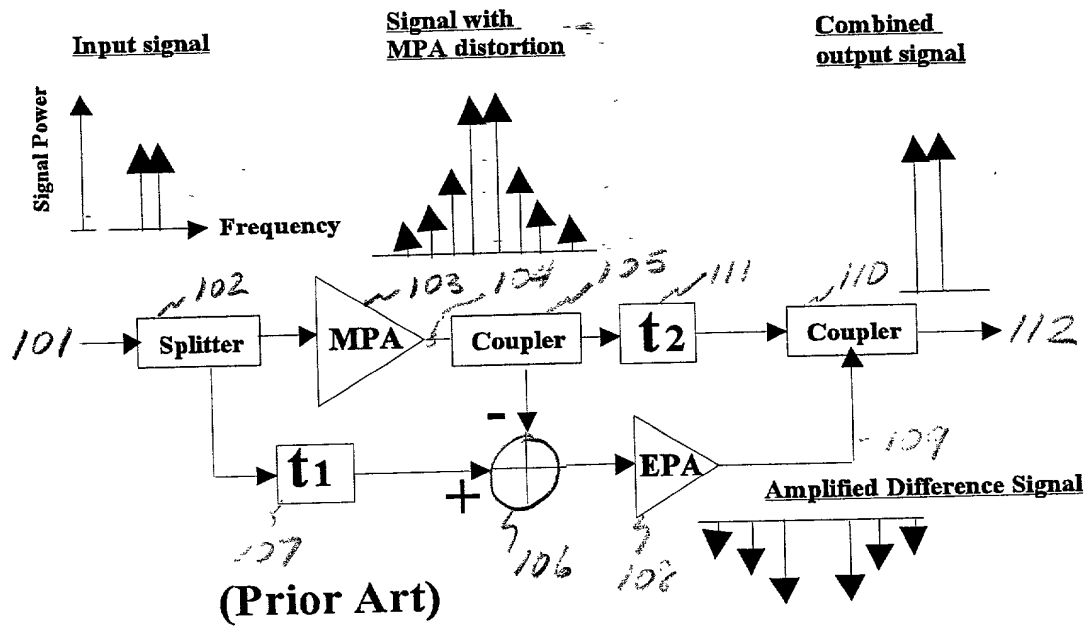 Input signal
Signal with
MPA distortion
Combined
output signal
Signal Power
Frequency
102
103
104
105
111
110
101
Splitter
MPA
Coupler
t2
Coupler
112
-
t1
+
EPA
109
Amplified Difference Signal
107
106
108
(Prior Art)